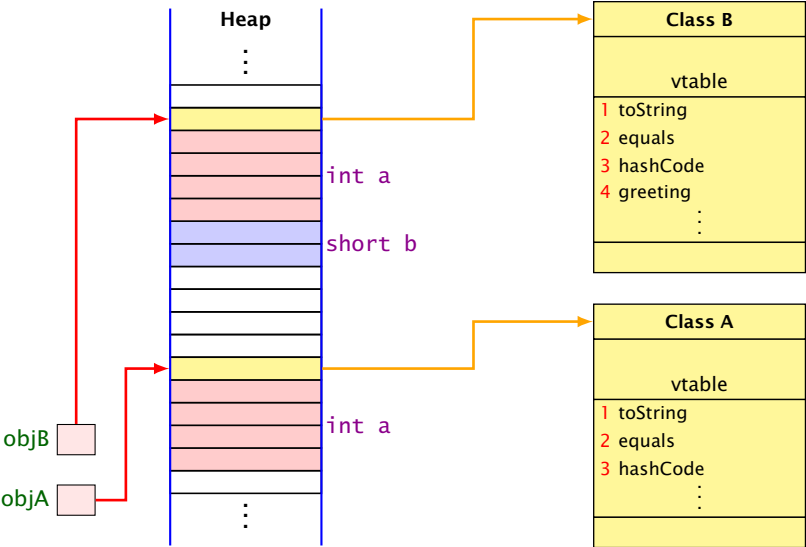 Heap
⋮
int a
short b
int a
⋮
objB
objA
Class B
vtable
1 toString
2 equals
3 hashCode
4 greeting
⋮
Class A
vtable
1 toString
2 equals
3 hashCode
⋮